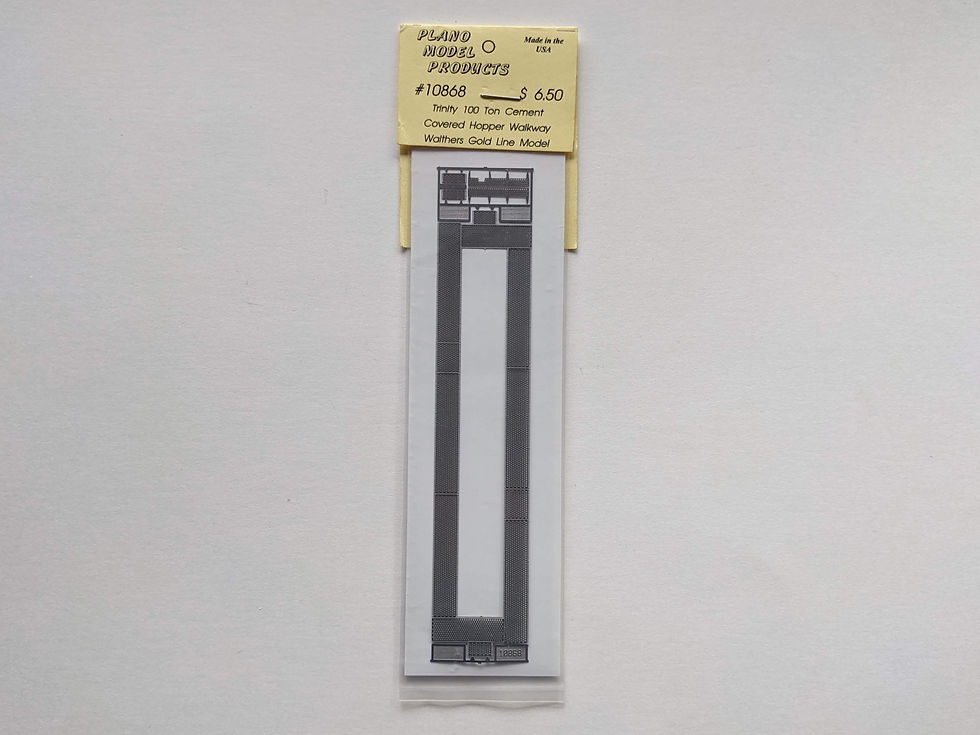 PLANO
MODEL
PRODUCTS
Made in the
USA
#10868 $ 6.50
Trinity 100 Ton Cement
Covered Hopper Walkway
Walthers Gold Line Model
10868